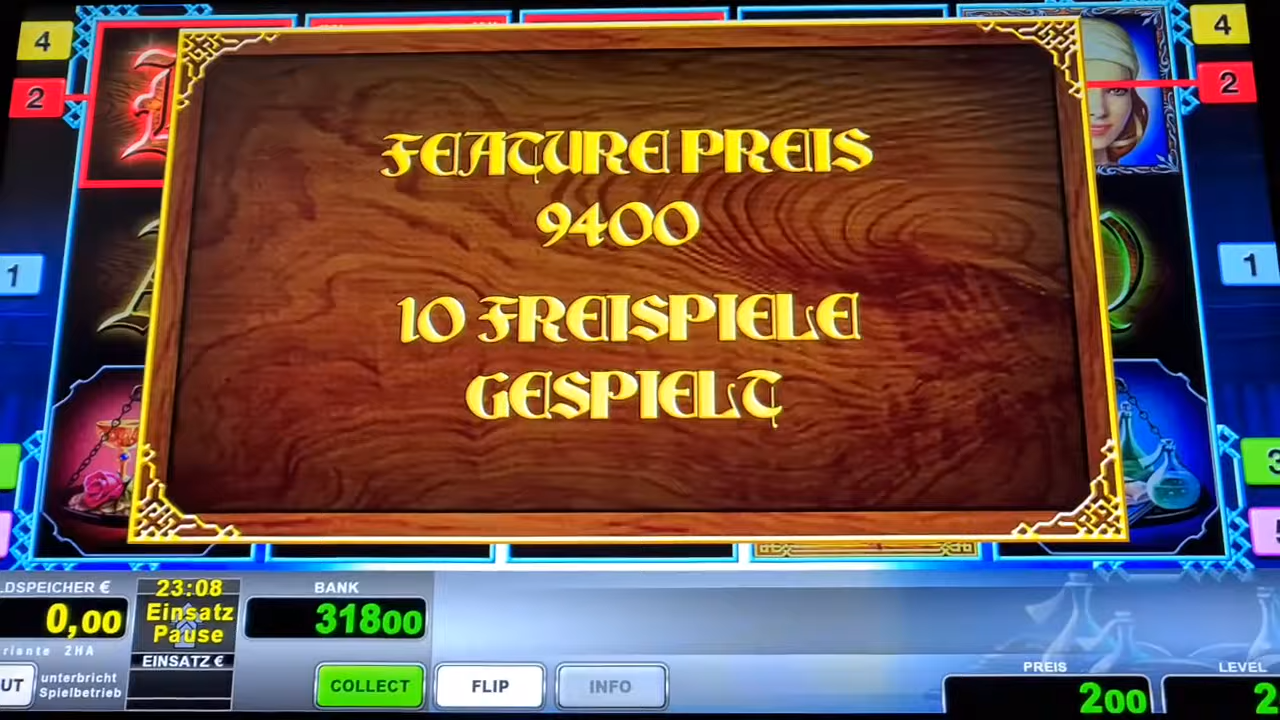 4
4
2
2
FEATURE PREIS
9400
1
1
10 FREISPIELE
GESPIELT
3
LDSPEICHER €
23:08
BANK
0,00
Einsatz
31800
Pause
riante 2HA
EINSATZ €
UT
unterbricht
Spielbetrieb
COLLECT
FLIP
INFO
PREIS
LEVEL
200
2